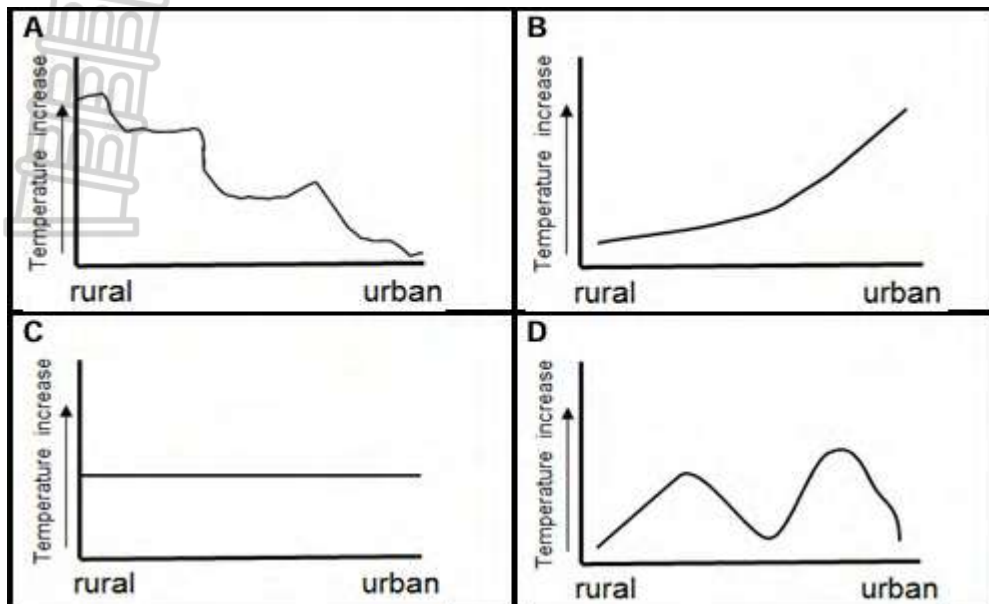 A
Temperature increase
rural urban
B
Temperature increase
rural urban
C
Temperature increase
rural urban
D
Temperature increase
rural urban